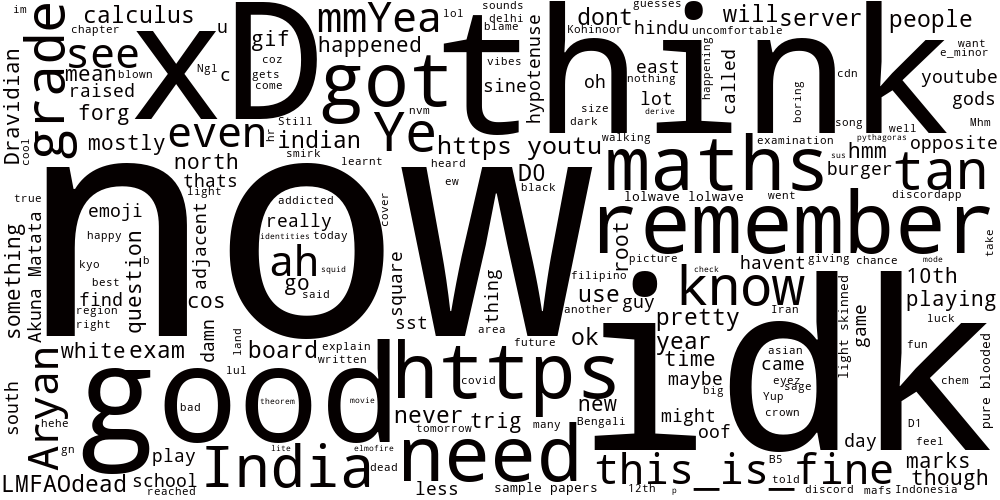 im
calculus
chapter
u
grade
see
mean
blown
raised
forg
Dravidian
cool
mostly
xD
Ngl
c
gif
coz
gets
come
mmYea
lol
happened
got
nvm
sounds
delhi
blame
vibes
sine
hypotenuse
think
oh
size
dark
dont
Kohinoor
guesses
hindu
uncomfortable
east
nothing
lot
derive
happening
called
boring
will
server
cdn
song
people
want
e_minor
youtube
gods
Mhm
well
pythagoras
opposite
even
hr
Still
indian
smirk
learnt
Ye
https
youtu
heard
ew
DO
black
walking
maths
examination
sus
hmm
burger
tan
north
thats
light
true
now
emoji
happy
kyo
best
find
region
right
question
b
adjacent
cos
addicted
really
identities
today
ah
squid
go
said
cover
square
sst
thing
area
future
lolwave
lolwave
went
discordapp
remember
root
picture
havent
giving
chance
mode
take
filipino
use
another
guy
check
know
10th
playing
luck
something
Akuna Matata
white
exam
damn
land
lul
board
explain
written
ok
pretty
year
time
maybe
big
might
oof
Iran
light skinned
game
idk
asian
came
eyez
sage
Yup
crown
fun
chem
pure blooded
D1
feel
south
Aryan
hehe
gn
good
bad
theorem
movie
https
covid
never
trig
tomorrow
many
new
Bengali
day
marks
though
LMFAO
dead
play
school
reached
India
lite
elmofire
dead
need
less
sample papers
this_is_fine
B5
told
12th
p
discord
mafs
Indonesia